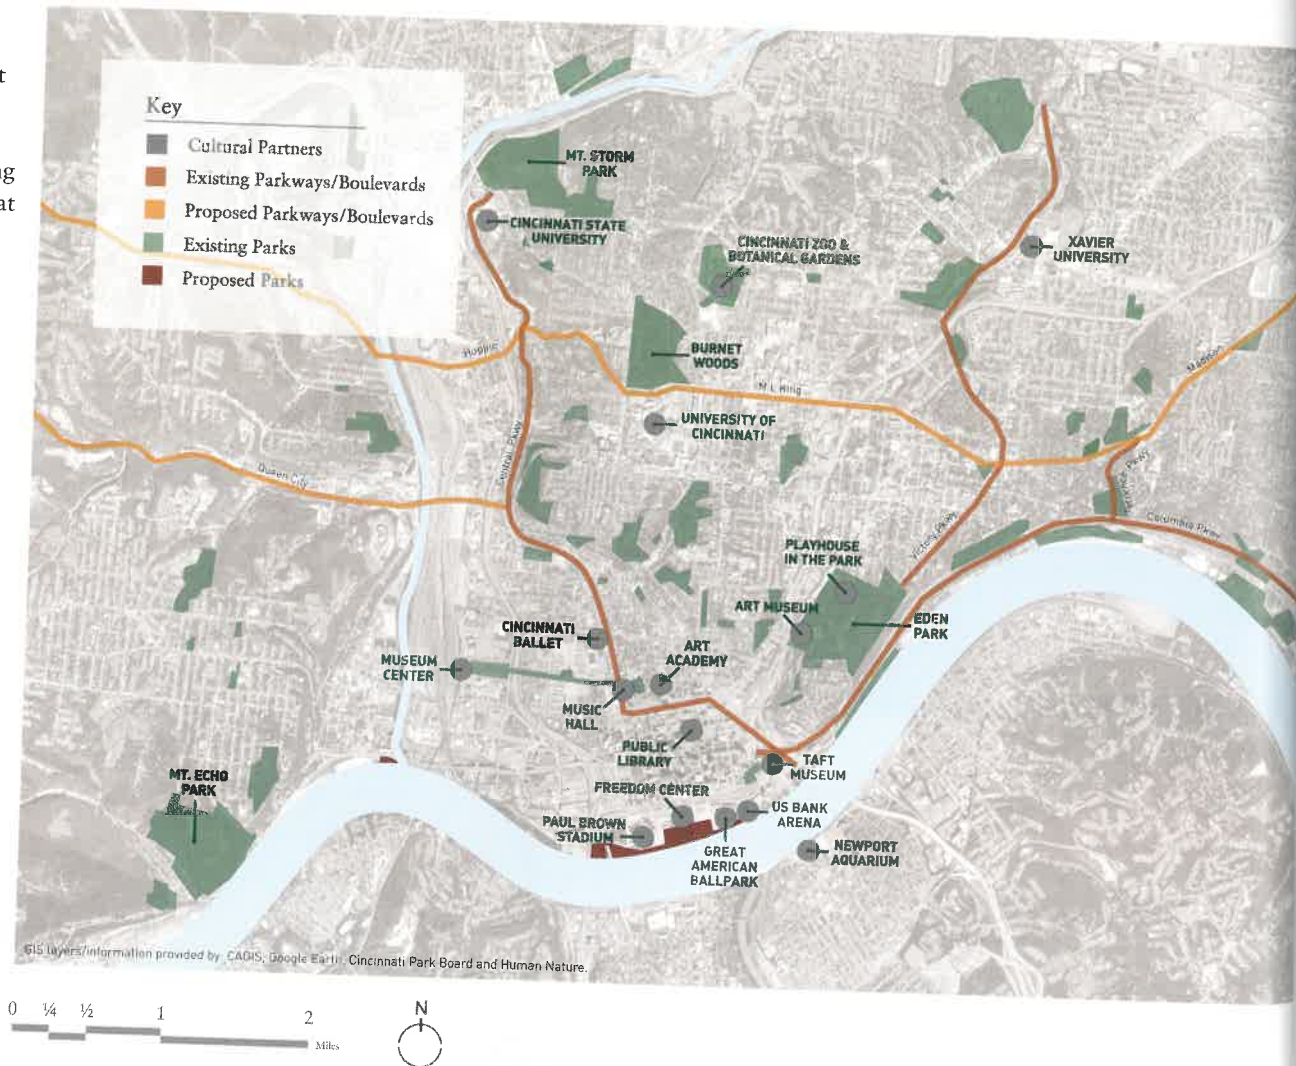 t
ng
at
Key
Cultural Partners
Existing Parkways/Boulevards
Proposed Parkways/Boulevards
Existing Parks
Proposed Parks
MT. STORM
PARK
CINCINNATI STATE
UNIVERSITY
CINCINNATI ZOO &
BOTANICAL GARDENS
XAVIER
UNIVERSITY
Hopple
BURNET
WOODS
Madison
M L King
UNIVERSITY OF
CINCINNATI
Central Pkwy
Queen City
Columbia Pkwy
Victory Pkwy
PLAYHOUSE
IN THE PARK
ART MUSEUM
EDEN
PARK
CINCINNATI
BALLET
ART
ACADEMY
MUSEUM
CENTER
MUSIC
HALL
PUBLIC
LIBRARY
TAFT
MUSEUM
MT. ECHO
PARK
FREEDOM CENTER
US BANK
ARENA
PAUL BROWN
STADIUM
GREAT
AMERICAN
BALLPARK
NEWPORT
AQUARIUM
GIS layers/information provided by CAGIS, Google Earth, Cincinnati Park Board and Human Nature.
0 ¼ ½ 1 2
Miles
N